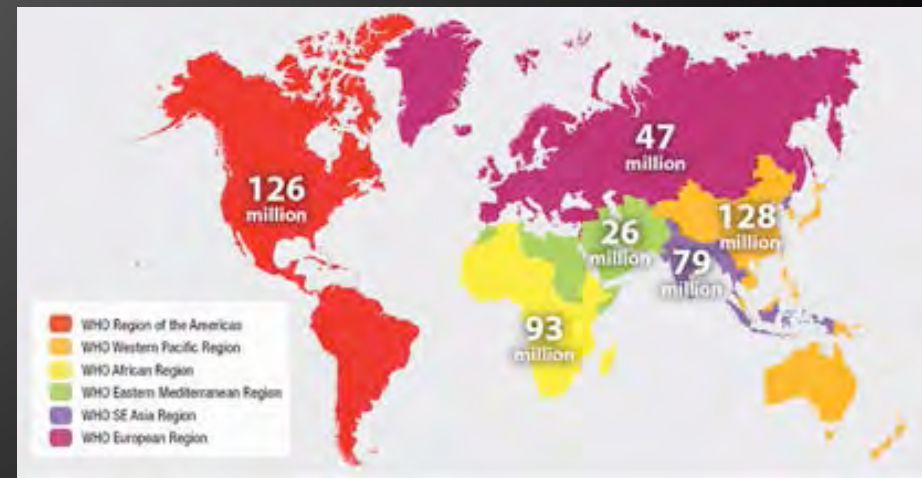 47
million
126
million
128
million
26
million
79
million
93
million
WHO Region of the Americas
WHO Western Pacific Region
WHO African Region
WHO Eastern Mediterranean Region
WHO SE Asia Region
WHO European Region